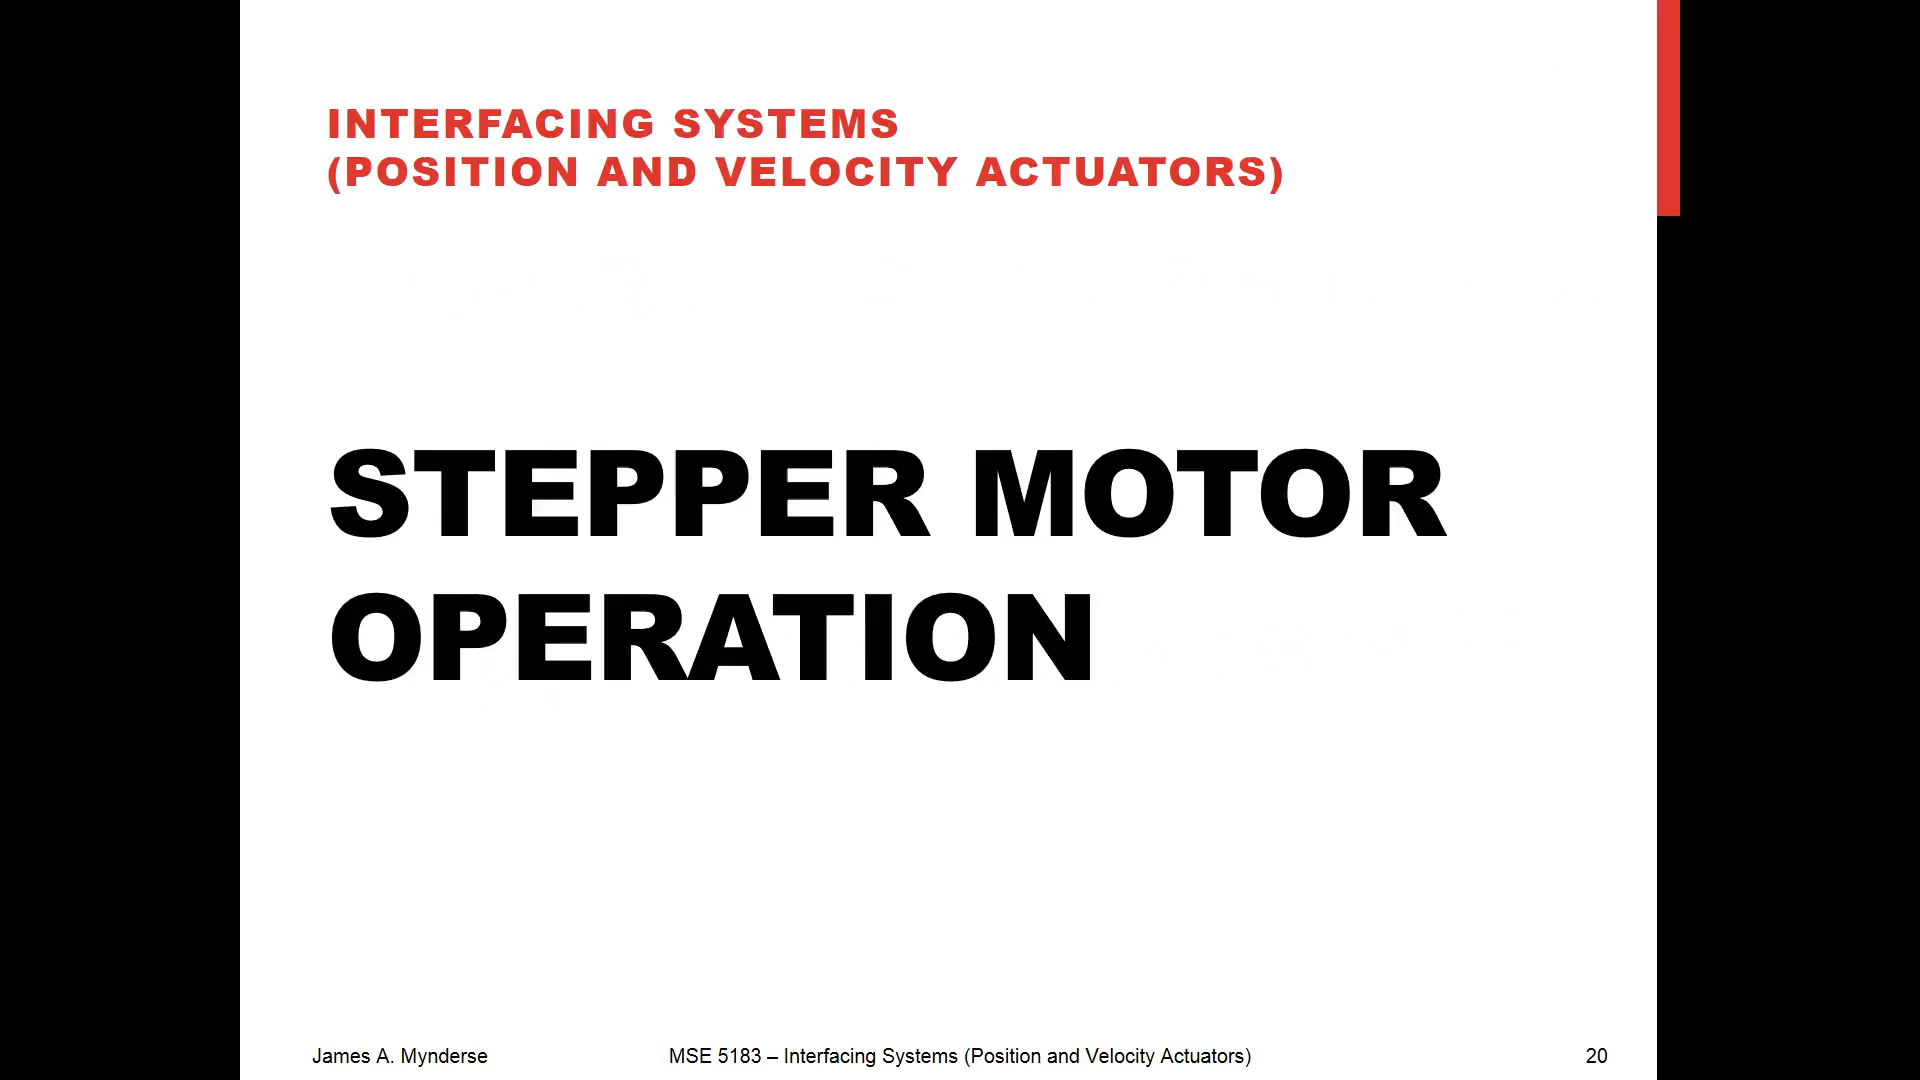 INTERFACING SYSTEMS
(POSITION AND VELOCITY ACTUATORS)
STEPPER MOTOR
OPERATION
James A. Mynderse
MSE 5183 – Interfacing Systems (Position and Velocity Actuators)
20